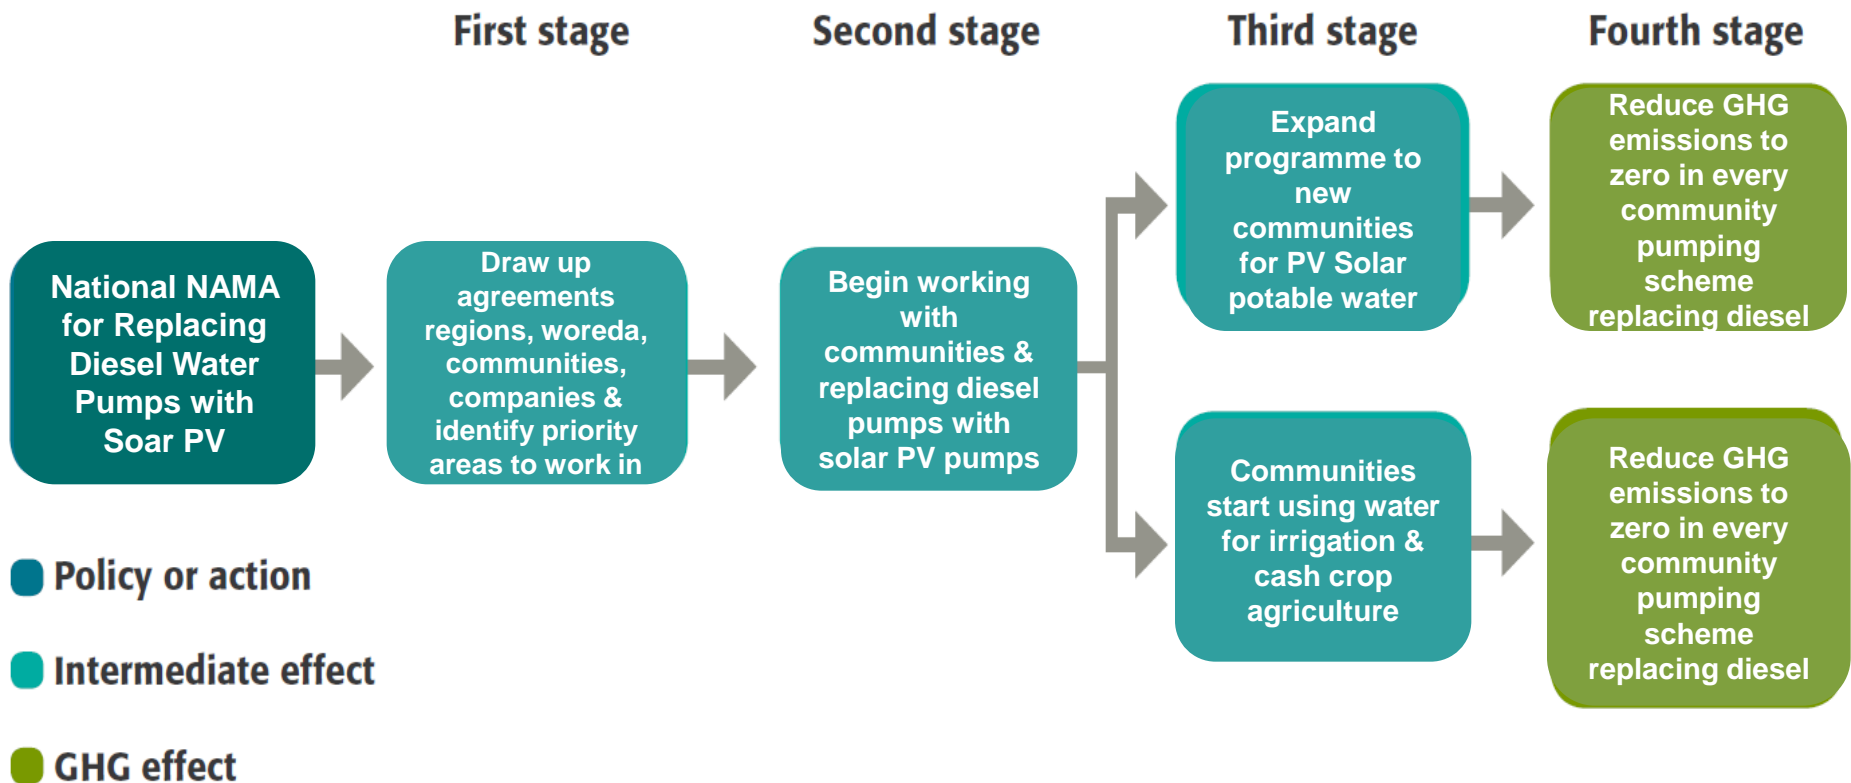 First stage
Second stage
Third stage
Fourth stage
National NAMA
for Replacing
Diesel Water
Pumps with
Soar PV
Draw up
agreements
regions, woreda,
communities,
companies &
identify priority
areas to work in
Begin working
with
communities &
replacing diesel
pumps with
solar PV pumps
Expand
programme to
new
communities
for PV Solar
potable water
Reduce GHG
emissions to
zero in every
community
pumping
scheme
replacing diesel
Communities
start using water
for irrigation &
cash crop
agriculture
Reduce GHG
emissions to
zero in every
community
pumping
scheme
replacing diesel
Policy or action
Intermediate effect
GHG effect